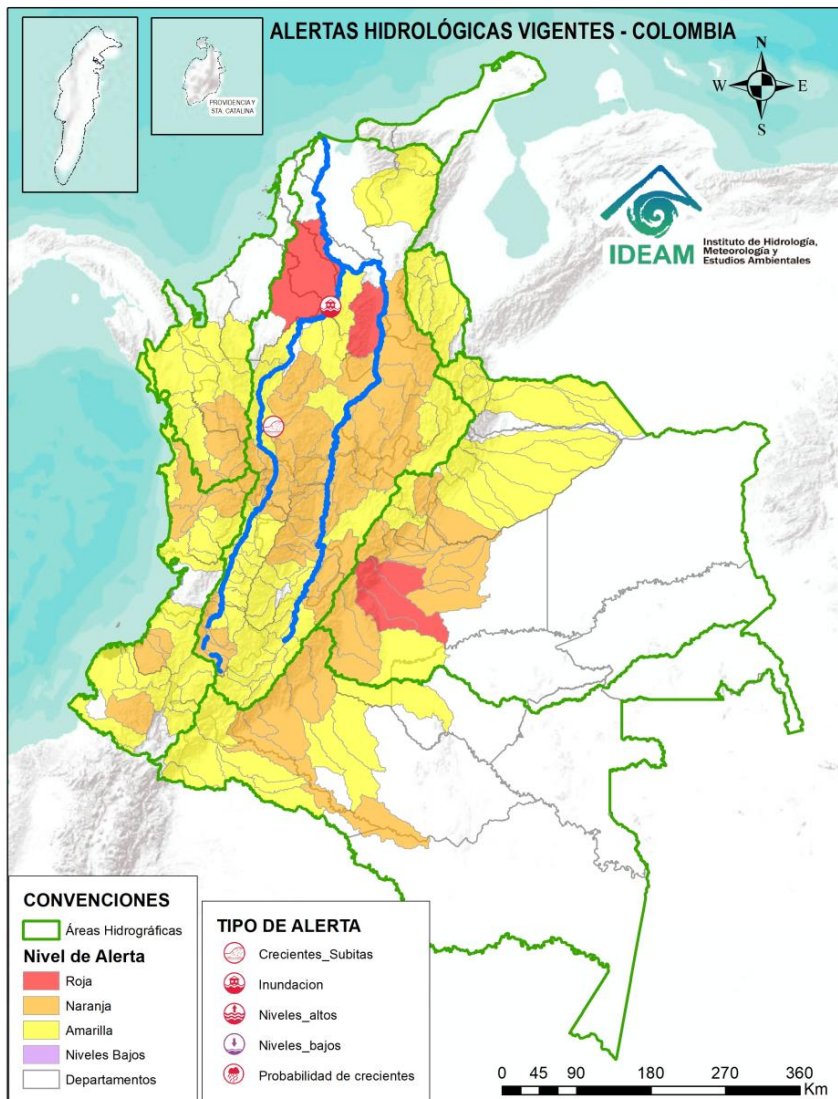 ALERTAS HIDROLÓGICAS VIGENTES - COLOMBIA
PROVIDENCIA Y
STA. CATALINA
N
W
E
S
IDEAM
Instituto de Hidrología,
Meteorología y
Estudios Ambientales
CONVENCIONES
Áreas Hidrográficas
Nivel de Alerta
Roja
Naranja
Amarilla
Niveles Bajos
Departamentos
TIPO DE ALERTA
Crecientes_Subitas
Inundacion
Niveles_altos
Niveles_bajos
Probabilidad de crecientes
0 45 90 180 270 360
Km